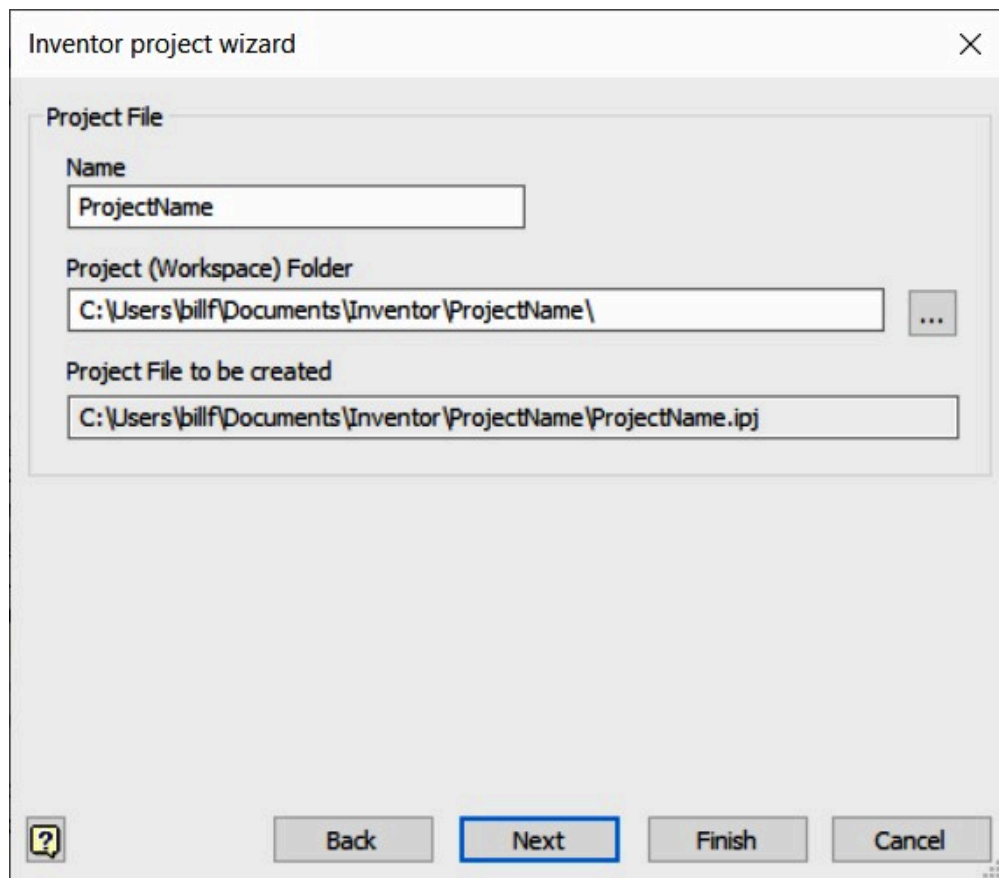 Inventor project wizard
Project File
Name
ProjectName
Project (Workspace) Folder
C:\Users\billf\Documents\Inventor\ProjectName\
...
Project File to be created
C:\Users\billf\Documents\Inventor\ProjectName\ProjectName.ipj
? Back Next Finish Cancel